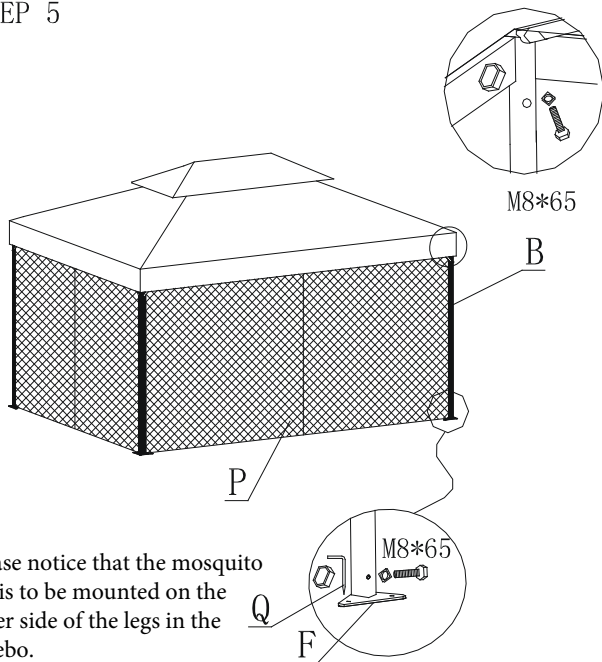 EP 5
M8*65
B
P
M8*65
ase notice that the mosquito
is to be mounted on the
er side of the legs in the
ebo.
Q
F